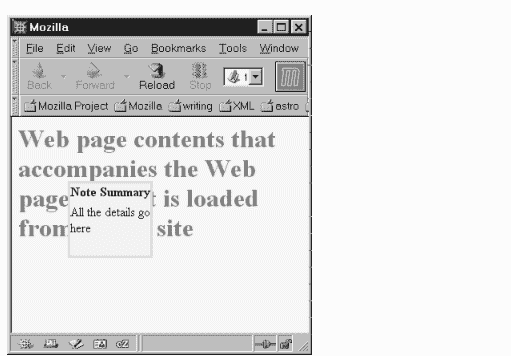 Mozilla
File Edit View Go Bookmarks Tools Window
Back Forward Reload Stop 1
Mozilla Project Mozilla writing XML astro
Web page contents that
accompanies the Web
page t is loaded
from site
Note Summary
All the details go
here